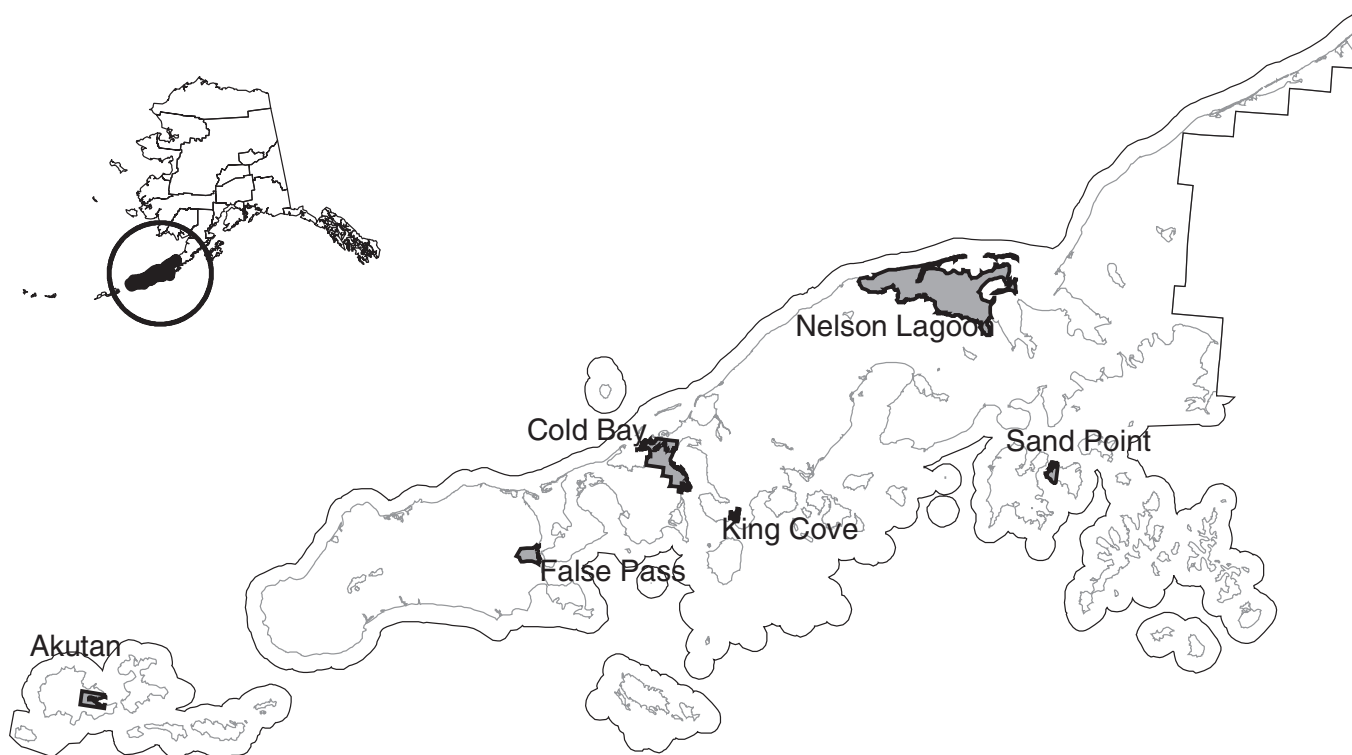 Nelson Lagoon
Cold Bay
Sand Point
King Cove
False Pass
Akutan